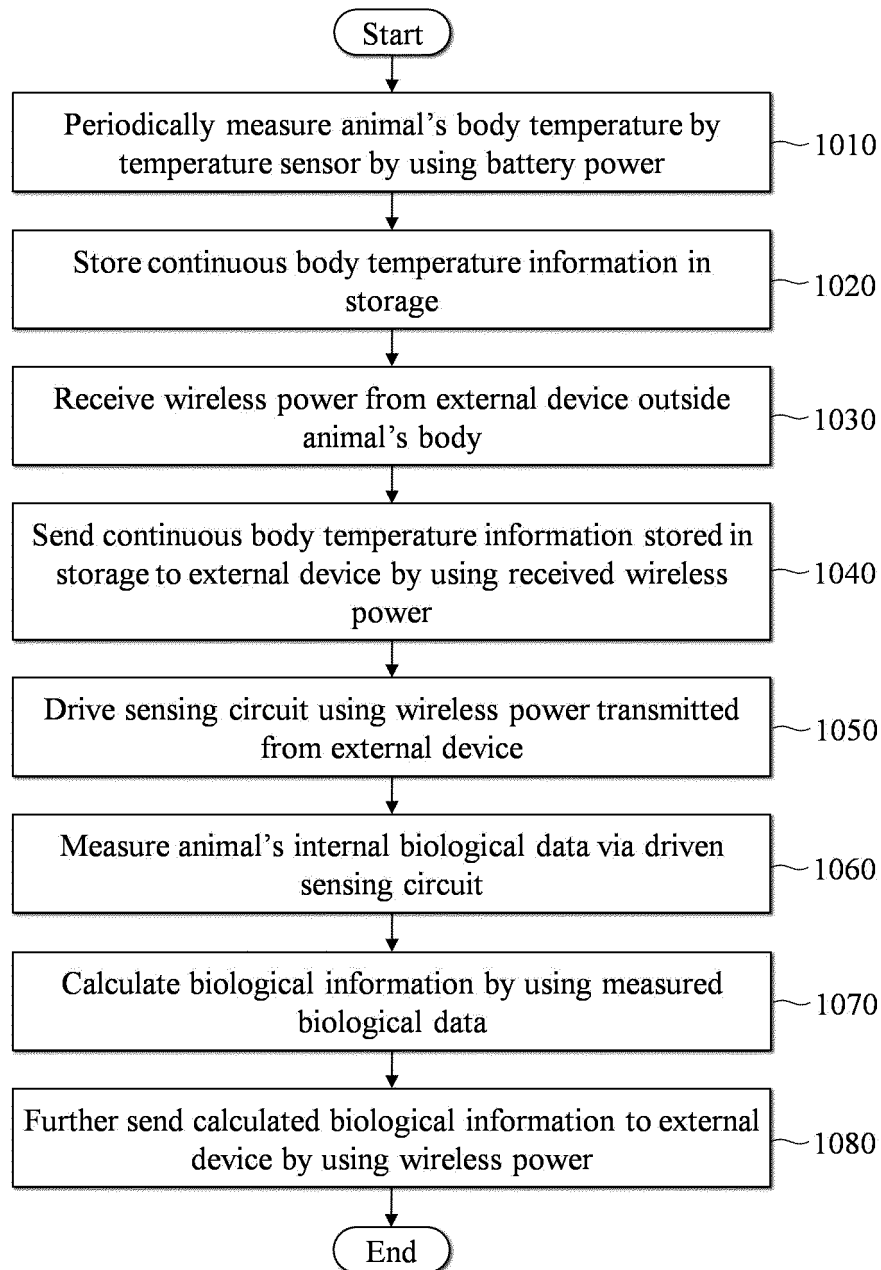 Start
Periodically measure animal's body temperature by
temperature sensor by using battery power
1010
Store continuous body temperature information in
storage
1020
Receive wireless power from external device outside
animal's body
1030
Send continuous body temperature information stored in
storage to external device by using received wireless
power
1040
Drive sensing circuit using wireless power transmitted
from external device
1050
Measure animal's internal biological data via driven
sensing circuit
1060
Calculate biological information by using measured
biological data
1070
Further send calculated biological information to external
device by using wireless power
1080
End